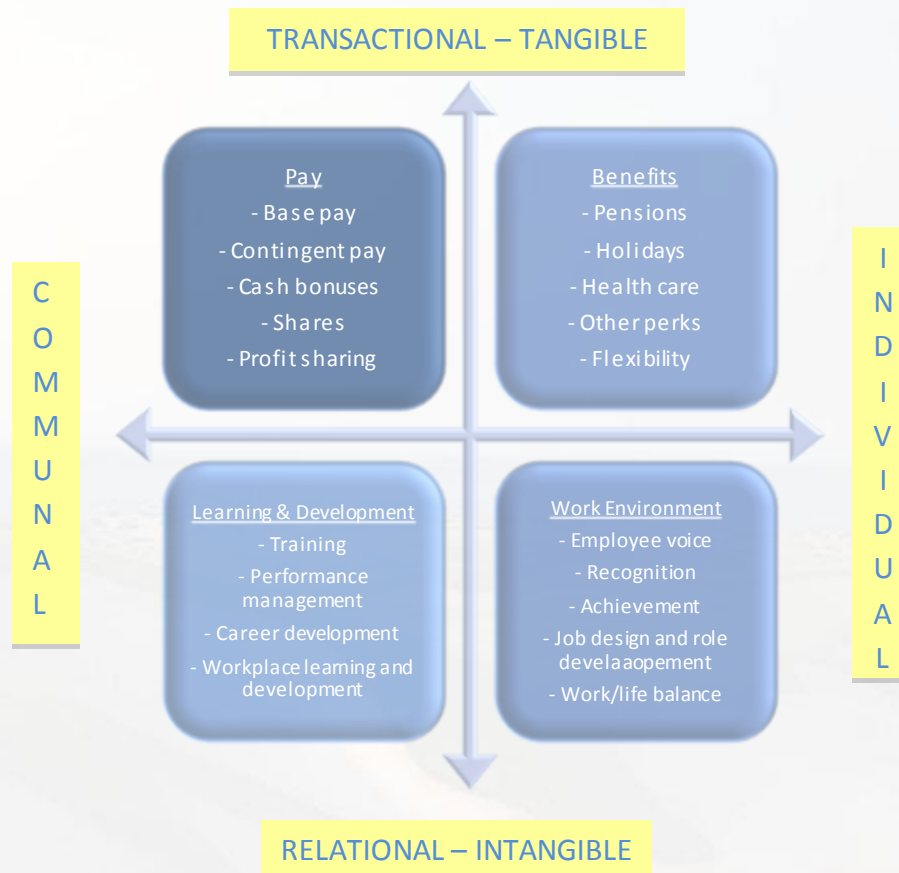 TRANSACTIONAL – TANGIBLE
Pay
- Base pay
- Contingent pay
- Cash bonuses
- Shares
- Profit sharing
Benefits
- Pensions
- Holidays
- Health care
- Other perks
- Flexibility
COMMUNAL
INDIVIDUAL
Learning & Development
- Training
- Performance
management
- Career development
- Workplace learning and
development
Work Environment
- Employee voice
- Recognition
- Achievement
- Job design and role
develaaopement
- Work/life balance
RELATIONAL – INTANGIBLE